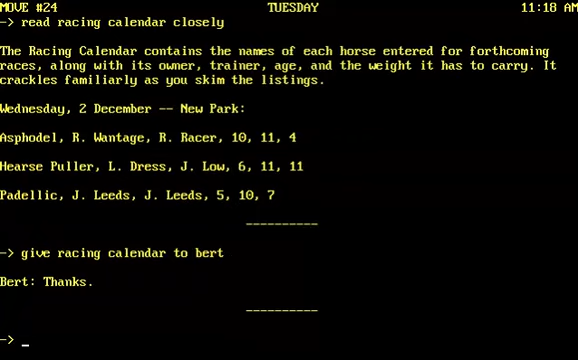 MOVE #24 TUESDAY 11:18 AM
-> read racing calendar closely
The Racing Calendar contains the names of each horse entered for forthcoming
races, along with its owner, trainer, age, and the weight it has to carry. It
crackles familiarly as you skim the listings.
Wednesday, 2 December -- New Park:
Asphodel, R. Wantage, R. Racer, 10, 11, 4
Hearse Puller, L. Dress, J. Low, 6, 11, 11
Padellic, J. Leeds, J. Leeds, 5, 10, 7
----------
-> give racing calendar to bert
Bert: Thanks.
----------
-> _